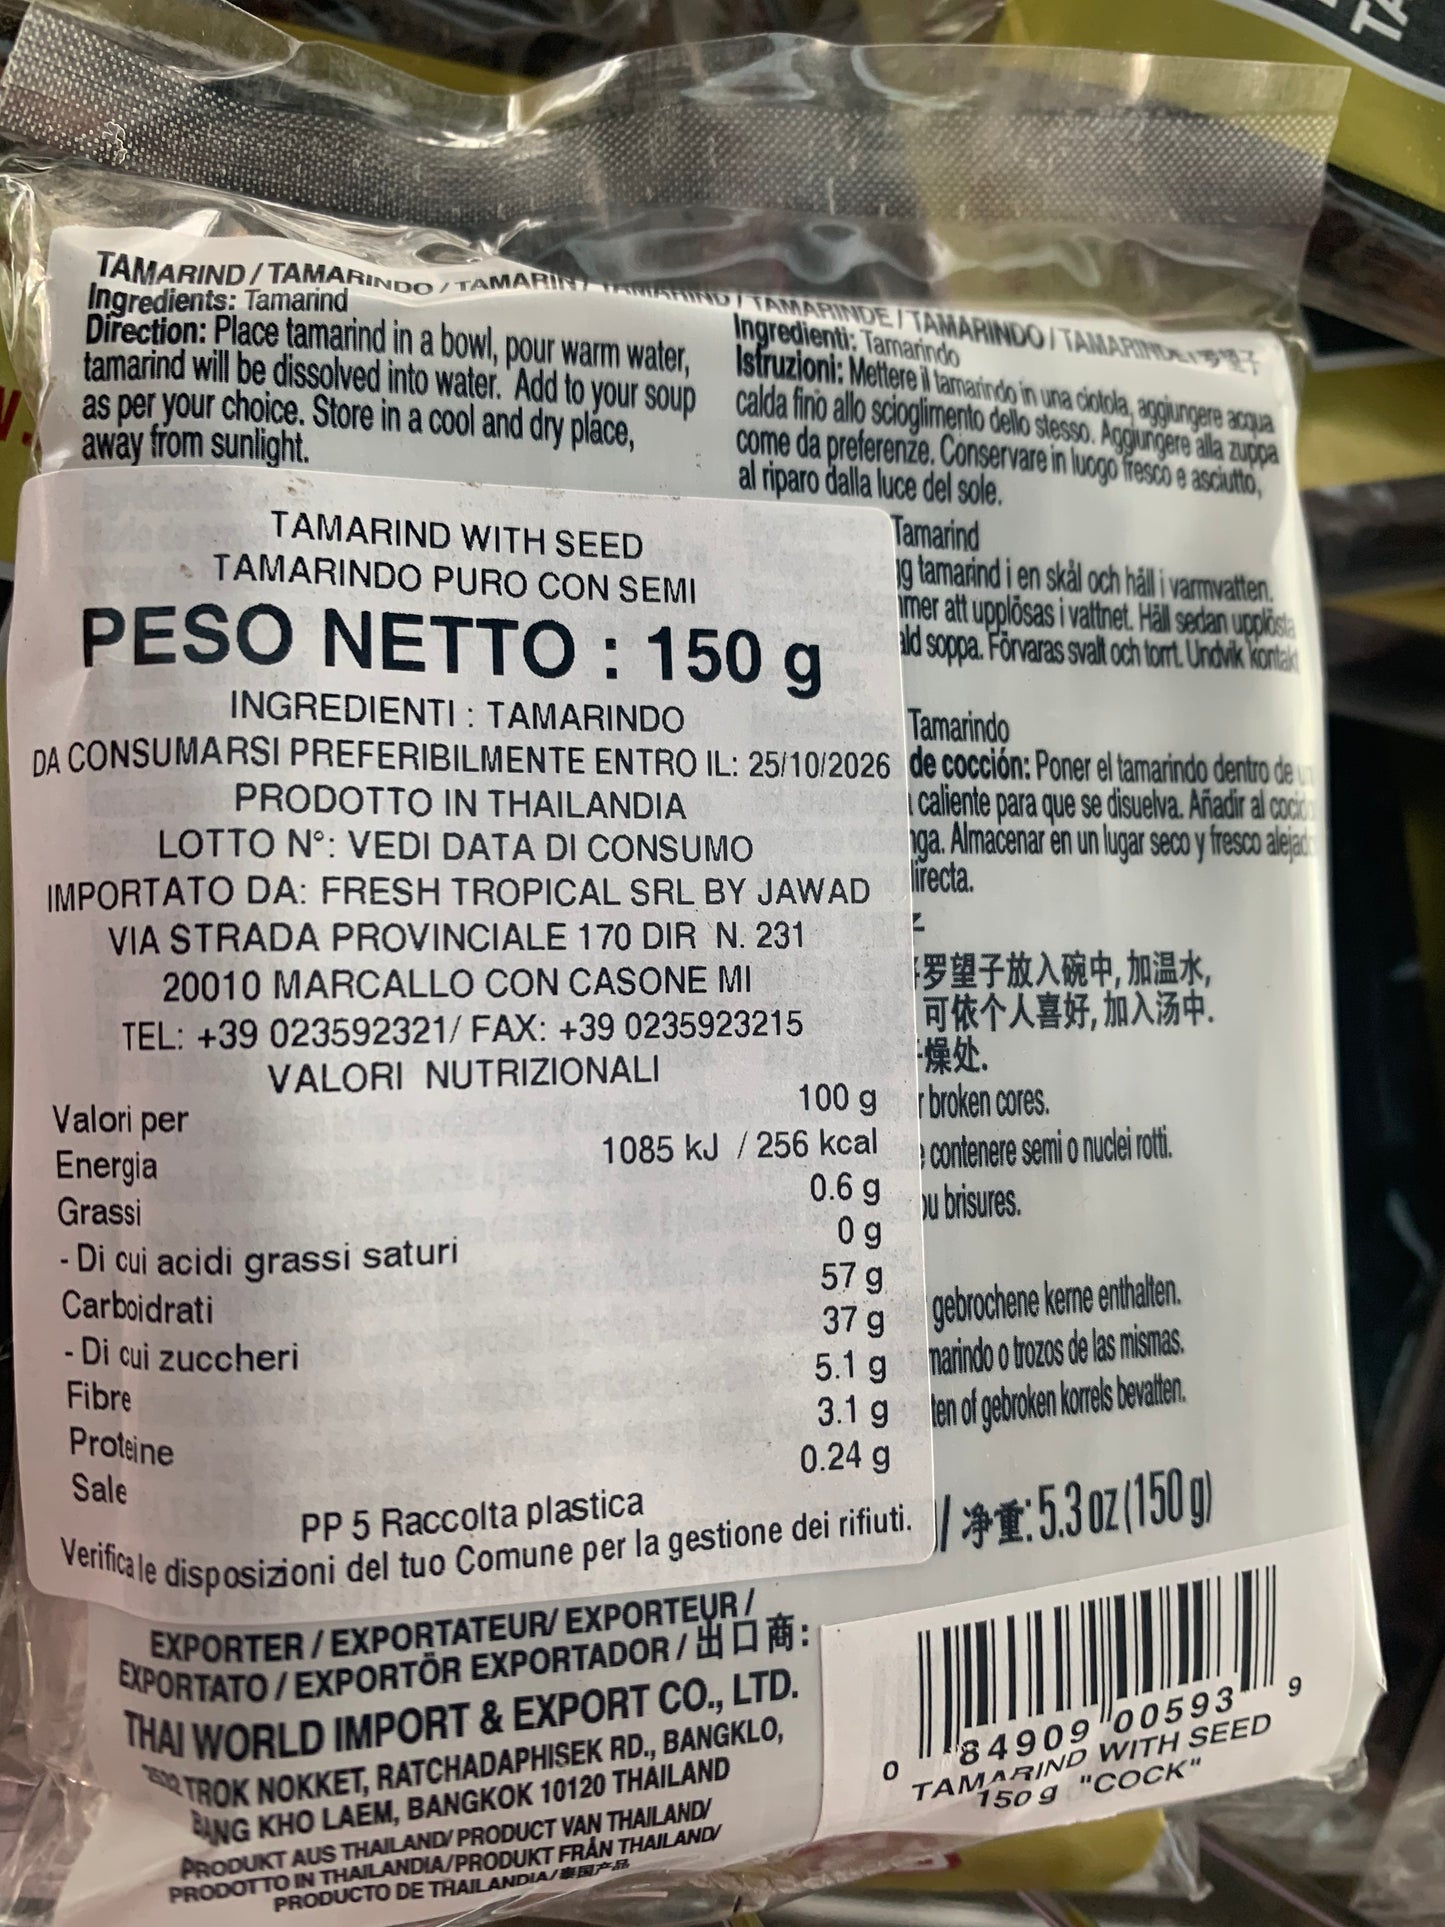 TAMARIND / TAMARINDO / TAMARIN / TAMARIND / TAMARINDE / TAMARINDO / TAMARINDE / 罗望子
Ingredients: Tamarind
Direction: Place tamarind in a bowl, pour warm water,
tamarind will be dissolved into water. Add to your soup
as per your choice. Store in a cool and dry place,
away from sunlight.
Ingredienti: Tamarindo
Istruzioni: Mettere il tamarindo in una ciotola, aggiungere acqua
calda fino allo scioglimento dello stesso. Aggiungere alla zuppa
come da preferenze. Conservare in luogo fresco e asciutto,
al riparo dalla luce del sole.
Tamarind
tamarind i en skål och häll i varmvatten.
att upplösas i vattnet. Häll sedan upplösta
soppa. Förvaras svalt och torrt. Undvik kontakt
Tamarindo
de cocción: Poner el tamarindo dentro de
caliente para que se disuelva. Añadir al
Almacenar en un lugar seco y fresco
罗望子放入碗中, 加温水,
可依个人喜好, 加入汤中.
燥处.
broken cores.
contenere semi o nuclei rotti.
brisures.
gebrochene kerne enthalten.
o trozos de las mismas.
of gebroken korrels bevatten.
/ 净重: 5.3 oz (150 g)
TAMARIND WITH SEED
TAMARINDO PURO CON SEMI
PESO NETTO : 150 g
INGREDIENTI : TAMARINDO
DA CONSUMARSI PREFERIBILMENTE ENTRO IL: 25/10/2026
PRODOTTO IN THAILANDIA
LOTTO N°: VEDI DATA DI CONSUMO
IMPORTATO DA: FRESH TROPICAL SRL BY JAWAD
VIA STRADA PROVINCIALE 170 DIR N. 231
20010 MARCALLO CON CASONE MI
TEL: +39 023592321/ FAX: +39 0235923215
VALORI NUTRIZIONALI
Valori per 100 g
Energia 1085 kJ / 256 kcal
Grassi 0.6 g
- Di cui acidi grassi saturi 0 g
Carboidrati 57 g
- Di cui zuccheri 37 g
Fibre 5.1 g
Proteine 3.1 g
Sale 0.24 g
PP 5 Raccolta plastica
Verifica le disposizioni del tuo Comune per la gestione dei rifiuti.
EXPORTER / EXPORTATEUR/ EXPORTEUR /
EXPORTATO / EXPORTÖR EXPORTADOR / 出口商:
THAI WORLD IMPORT & EXPORT CO., LTD.
TROK NOKKET, RATCHADAPHISEK RD., BANGKLO,
BANG KHO LAEM, BANGKOK 10120 THAILAND
PRODUKT AUS THAILAND/ PRODUCT VAN THAILAND/
PRODOTTO IN THAILANDIA/PRODUKT FRÅN THAILAND/
PRODUCTO DE THAILANDIA/泰国产品
0 84909 00593 9
TAMARIND WITH SEED
150 g "COCK"